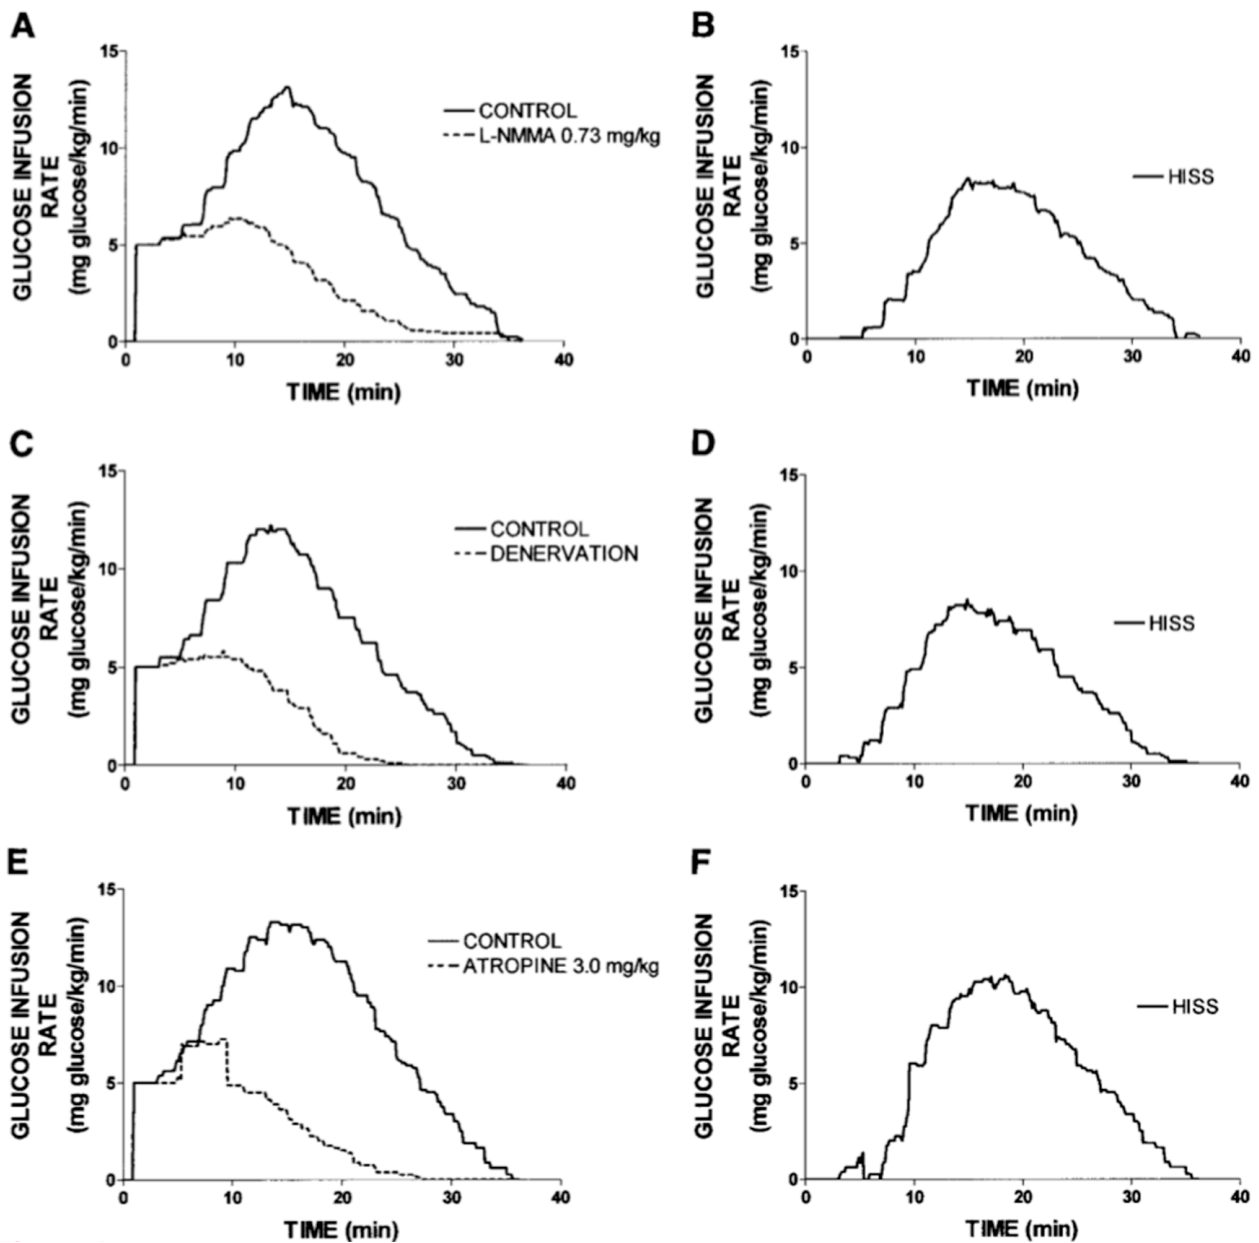 A
GLUCOSE INFUSION
RATE
(mg glucose/kg/min)
15
10
5
0
0 10 20 30 40
TIME (min)
CONTROL
L-NMMA 0.73 mg/kg
B
GLUCOSE INFUSION
RATE
(mg glucose/kg/min)
15
10
5
0
0 10 20 30 40
TIME (min)
HISS
C
GLUCOSE INFUSION
RATE
(mg glucose/kg/min)
15
10
5
0
0 10 20 30
TIME (min)
CONTROL
DENERVATION
40
D
GLUCOSE INFUSION
RATE
(mg glucose/kg/min)
15
10
5
0
0 10 20 30 40
TIME (min)
HISS
E
GLUCOSE INFUSION
RATE
(mg glucose/kg/min)
15
10
5
0
0 10 20 30 40
TIME (min)
CONTROL
ATROPINE 3.0 mg/kg
F
GLUCOSE INFUSION
RATE
(mg glucose/kg/min)
15
10
5
0
0 10 20 30 40
TIME (min)
HISS